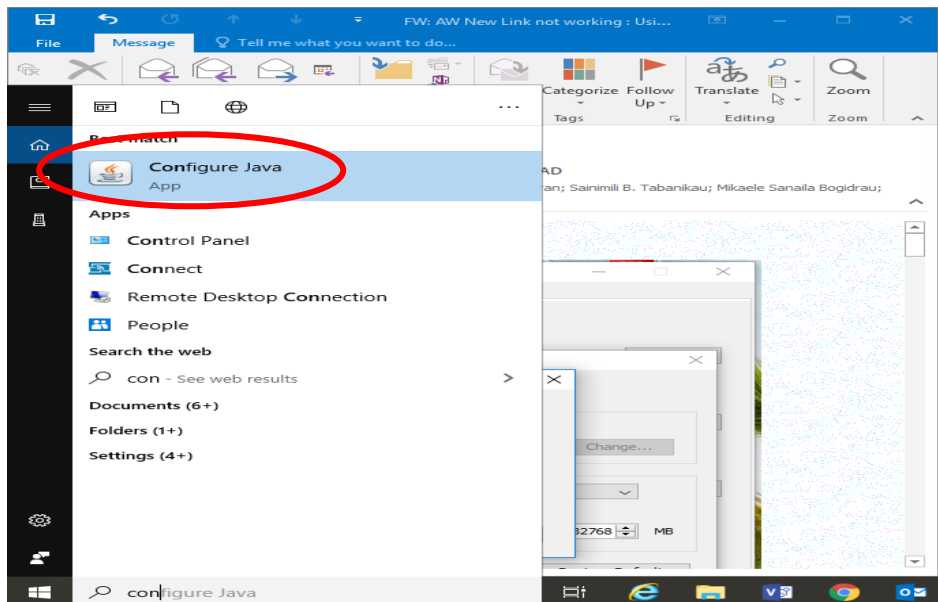 FW: AW New Link not working : Usi...
File Message Tell me what you want to do...
Categorize Follow Up Translate Zoom
Tags Editing Zoom
Best match
Configure Java
App
AD
an; Sainimili B. Tabanikau; Mikaele Sanaila Bogidrau;
Apps
Control Panel
Connect
Remote Desktop Connection
People
Search the web
con - See web results
Documents (6+)
Folders (1+)
Settings (4+)
Change...
32768 MB
configure Java